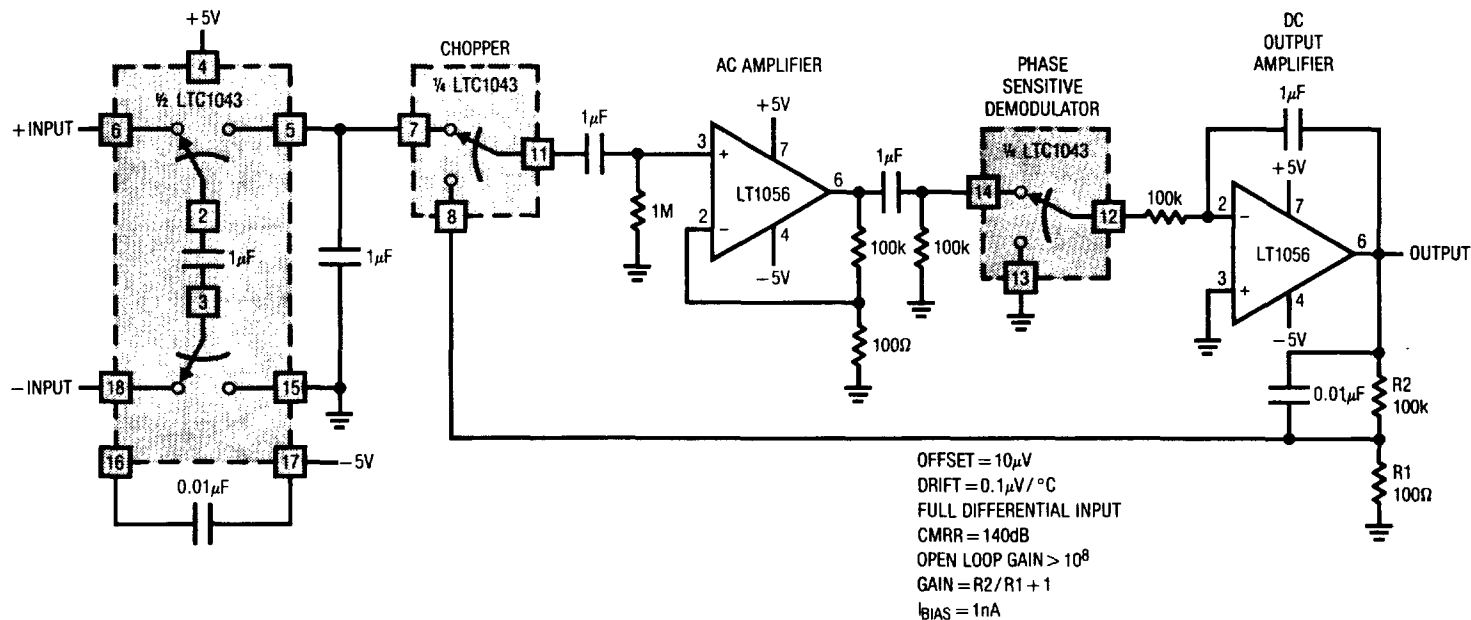 +5V
4
½ LTC1043
+INPUT
6
5
2
1µF
3
1µF
−INPUT
18
15
16
17
−5V
0.01µF
CHOPPER
¼ LTC1043
7
11
8
1µF
1M
AC AMPLIFIER
+5V
3
+
7
LT1056
6
2
−
4
−5V
100k
100Ω
1µF
100k
PHASE
SENSITIVE
DEMODULATOR
¼ LTC1043
14
12
13
100k
DC
OUTPUT
AMPLIFIER
1µF
+5V
2
−
7
LT1056
6
OUTPUT
3
+
4
−5V
0.01µF
R2
100k
R1
100Ω
OFFSET = 10µV
DRIFT = 0.1µV/°C
FULL DIFFERENTIAL INPUT
CMRR = 140dB
OPEN LOOP GAIN > 10⁸
GAIN = R2/R1 + 1
IBIAS = 1nA